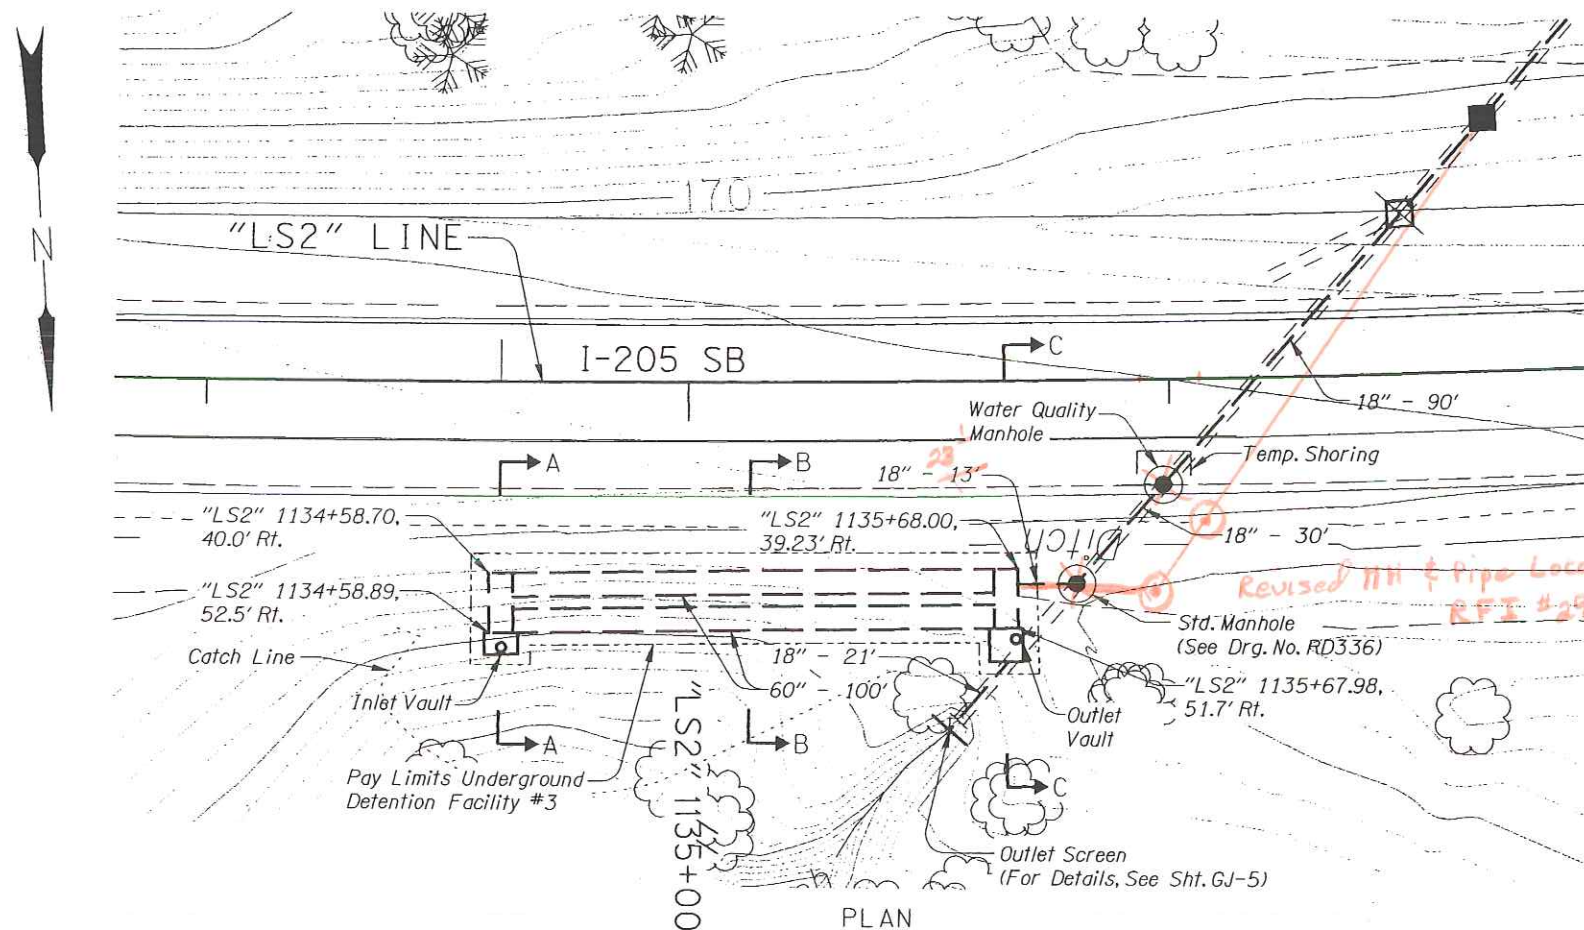 170
"LS2" LINE
N
I-205 SB
C
18" - 90'
Water Quality
Manhole
Temp. Shoring
A
B
23'
18" - 13'
"LS2" 1134+58.70,
40.0' Rt.
"LS2" 1135+68.00,
39.23' Rt.
DITCH
18" - 30'
"LS2" 1134+58.89,
52.5' Rt.
Revised MH & Pipe
RFI
Std. Manhole
(See Drg. No. RD336)
Catch Line
18" - 21'
60" - 100'
"LS2" 1135+67.98,
51.7' Rt.
Inlet Vault
Outlet
Vault
A
B
"LS2" 1135+00
Pay Limits Underground
Detention Facility #3
C
Outlet Screen
(For Details, See Sht. GJ-5)
PLAN